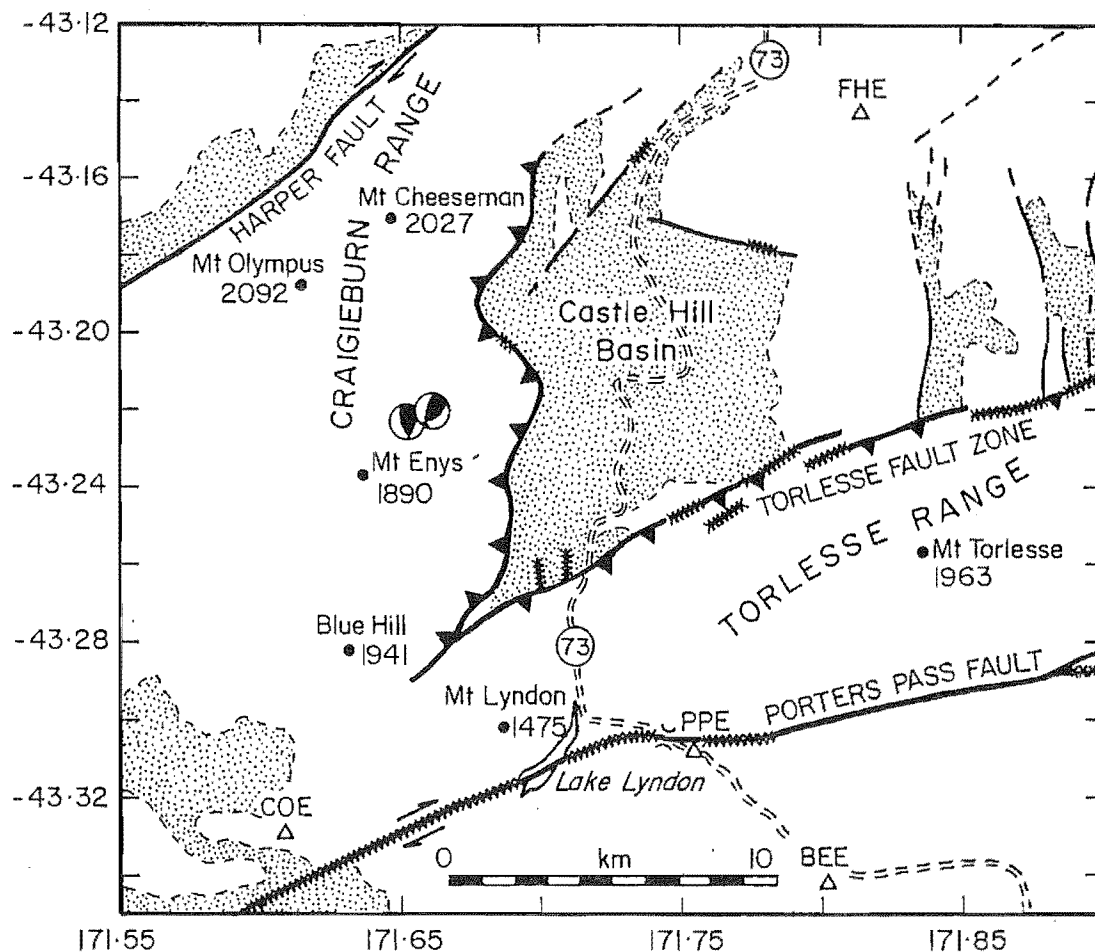 -43·12
-43·16
-43·20
-43·24
-43·28
-43·32
171.55
171.65
171.75
171.85
73
FHE
HARPER FAULT
CRAIGIEBURN RANGE
Mt Cheeseman
2027
Mt Olympus
2092
Castle Hill
Basin
Mt Enys
1890
TORLESSE FAULT ZONE
TORLESSE RANGE
Mt Torlesse
1963
Blue Hill
1941
73
Mt Lyndon
1475
PPE
PORTERS PASS FAULT
Lake Lyndon
COE
0 km 10
BEE